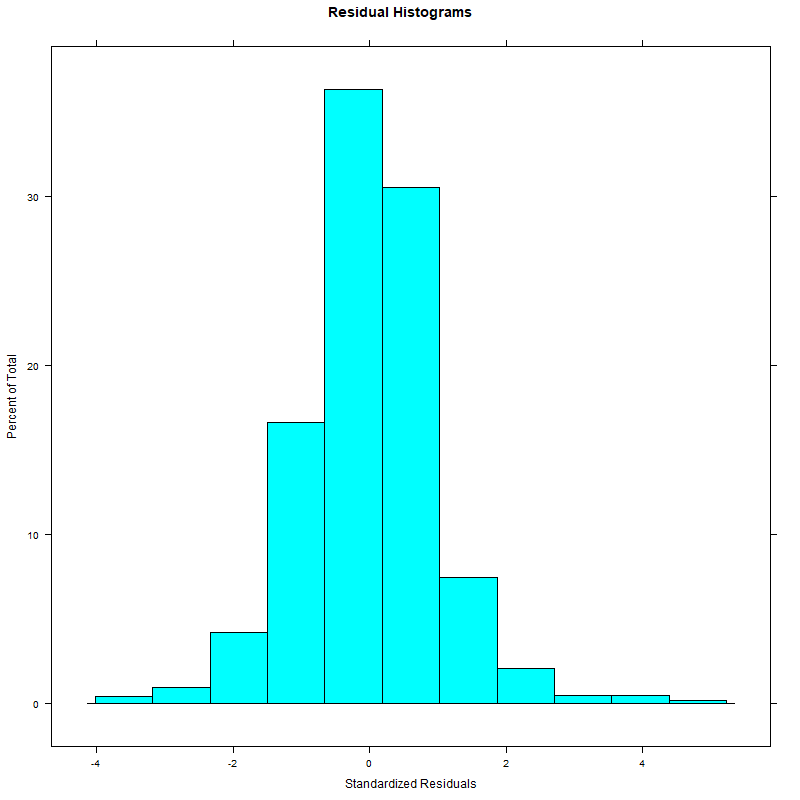 Residual Histograms
30
20
10
0
Percent of Total
-4 -2 0 2 4
Standardized Residuals